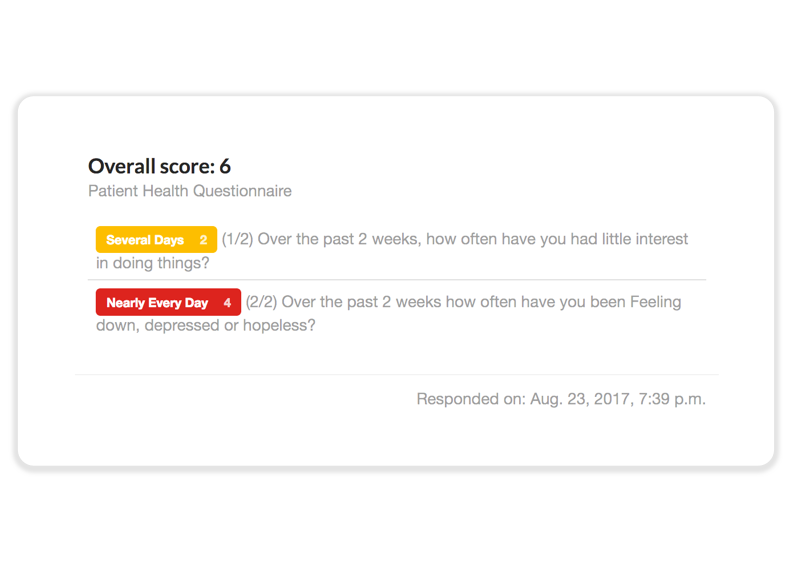 Overall score: 6
Patient Health Questionnaire
Several Days 2 (1/2) Over the past 2 weeks, how often have you had little interest
in doing things?
Nearly Every Day 4 (2/2) Over the past 2 weeks how often have you been Feeling
down, depressed or hopeless?
Responded on: Aug. 23, 2017, 7:39 p.m.